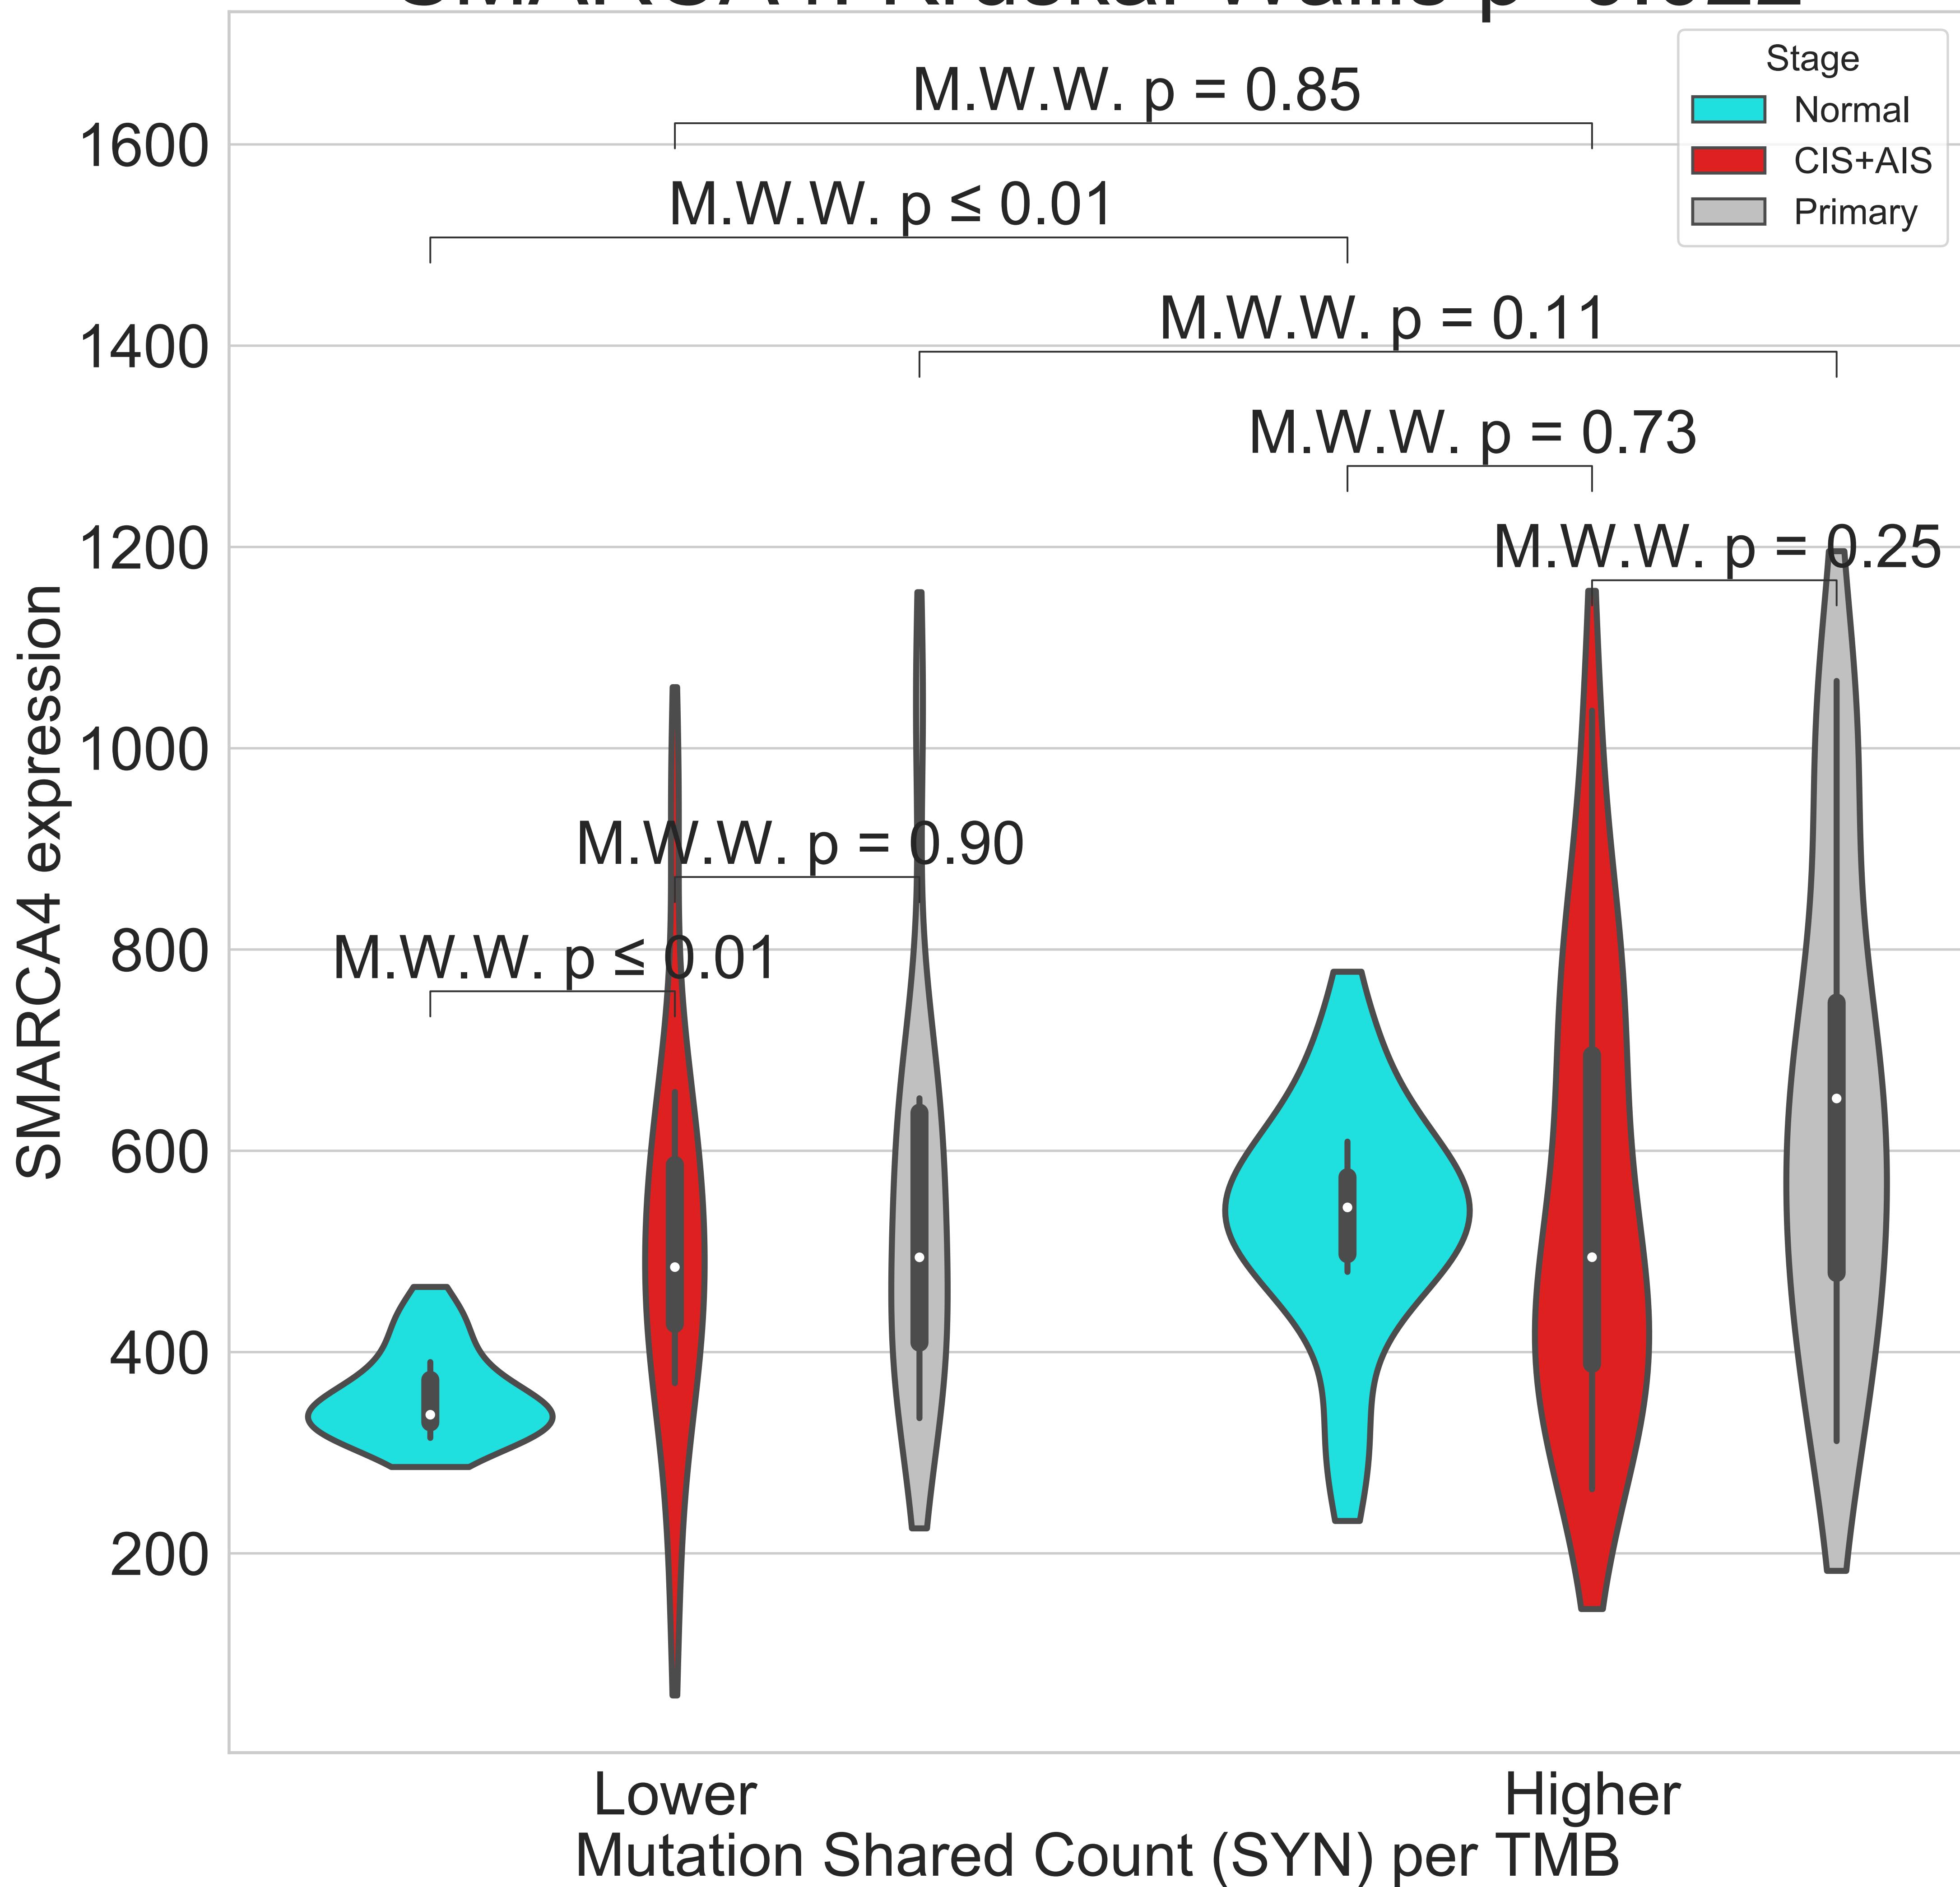 Stage
Normal
CIS+AIS
Primary
M.W.W. p = 0.85
M.W.W. p ≤ 0.01
M.W.W. p = 0.11
M.W.W. p = 0.73
M.W.W. p = 0.25
M.W.W. p = 0.90
M.W.W. p ≤ 0.01
1600
1400
1200
1000
800
600
400
200
SMARCA4 expression
Lower
Higher
Mutation Shared Count (SYN) per TMB